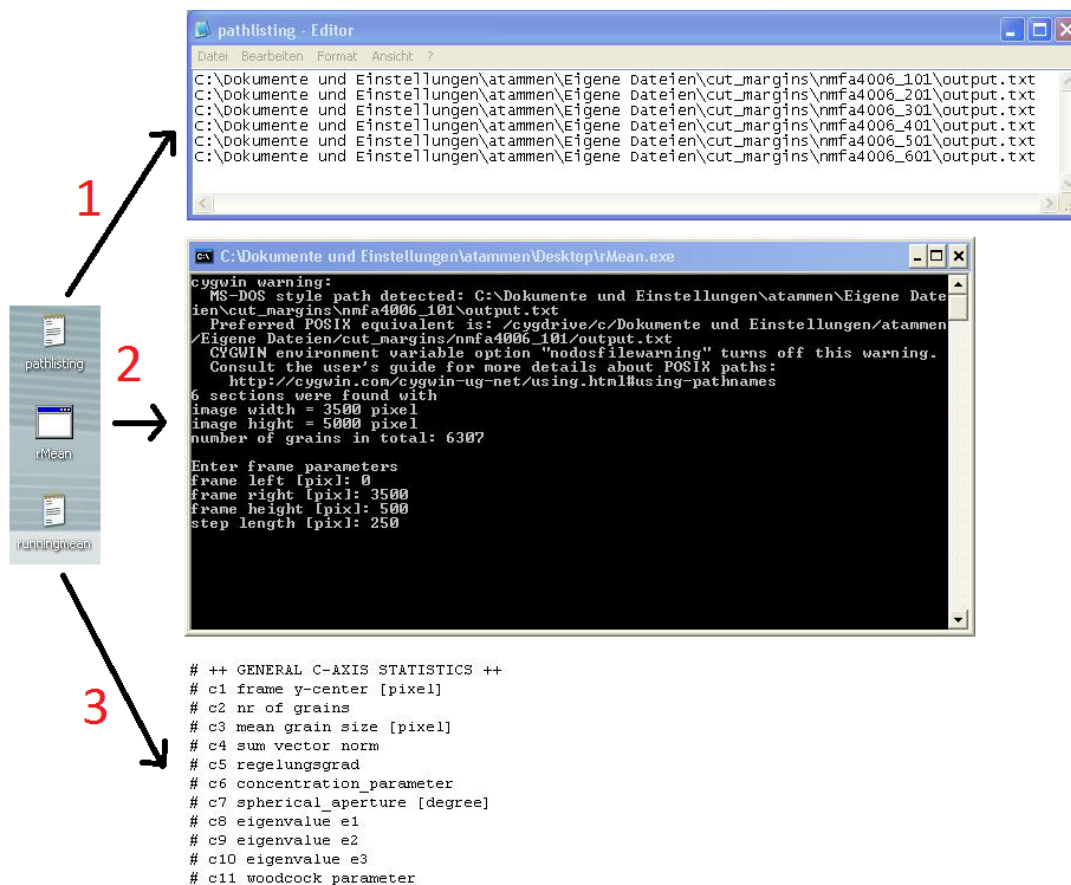 pathlisting - Editor
Datei Bearbeiten Format Ansicht ?
C:\Dokumente und Einstellungen\atammen\Eigene Dateien\cut_margins\nmfa4006_101\output.txt
C:\Dokumente und Einstellungen\atammen\Eigene Dateien\cut_margins\nmfa4006_201\output.txt
C:\Dokumente und Einstellungen\atammen\Eigene Dateien\cut_margins\nmfa4006_301\output.txt
C:\Dokumente und Einstellungen\atammen\Eigene Dateien\cut_margins\nmfa4006_401\output.txt
C:\Dokumente und Einstellungen\atammen\Eigene Dateien\cut_margins\nmfa4006_501\output.txt
C:\Dokumente und Einstellungen\atammen\Eigene Dateien\cut_margins\nmfa4006_601\output.txt
1
pathlisting
rMean
runningmean
2
C:\Dokumente und Einstellungen\atammen\Desktop\rMean.exe
cygwin warning:
MS-DOS style path detected: C:\Dokumente und Einstellungen\atammen\Eigene Date
ien\cut_margins\nmfa4006_101\output.txt
Preferred POSIX equivalent is: /cygdrive/c/Dokumente und Einstellungen/atammen
/Eigene Dateien/cut_margins/nmfa4006_101/output.txt
CYGWIN environment variable option "nodosfilewarning" turns off this warning.
Consult the user's guide for more details about POSIX paths:
http://cygwin.com/cygwin-ug-net/using.html#using-pathnames
6 sections were found with
image width = 3500 pixel
image hight = 5000 pixel
number of grains in total: 6307
Enter frame parameters
frame left [pix]: 0
frame right [pix]: 3500
frame height [pix]: 500
step length [pix]: 250
3
# ++ GENERAL C-AXIS STATISTICS ++
# c1 frame y-center [pixel]
# c2 nr of grains
# c3 mean grain size [pixel]
# c4 sum vector norm
# c5 regelungsgrad
# c6 concentration_parameter
# c7 spherical_aperture [degree]
# c8 eigenvalue e1
# c9 eigenvalue e2
# c10 eigenvalue e3
# c11 woodcock parameter